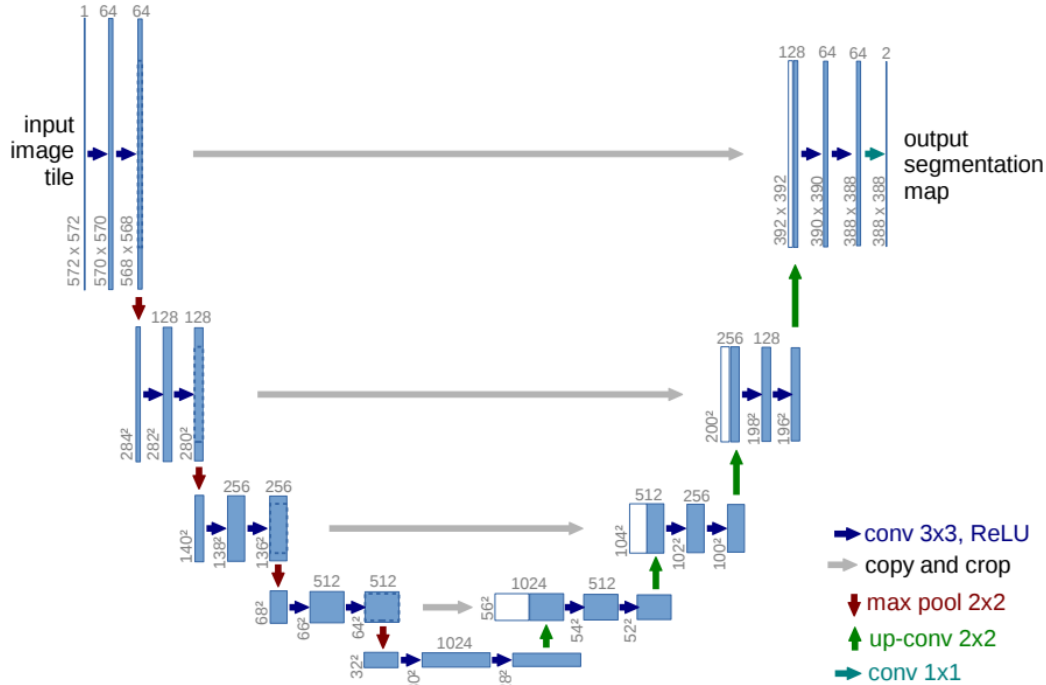 1 64 64
128 64 64 2
input
image
tile
output
segmentation
map
572 x 572
570 x 570
568 x 568
392 x 392
390 x 390
388 x 388
388 x 388
128 128
256 128
284²
282²
280²
200²
198²
196²
256 256
512 256
140²
138²
136²
104²
102²
100²
conv 3x3, ReLU
copy and crop
max pool 2x2
up-conv 2x2
conv 1x1
512 512
1024 512
68²
66²
64²
56²
54²
52²
1024
32²